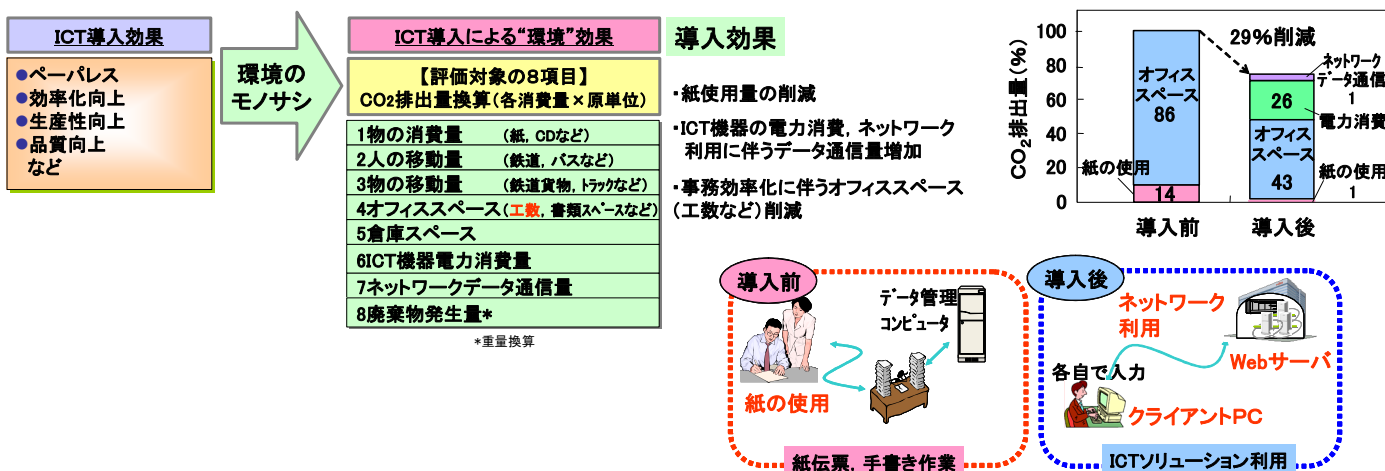 ICT導入効果
●ペーパレス
●効率化向上
●生産性向上
●品質向上
など
環境の
モノサシ
ICT導入による“環境”効果
【評価対象の８項目】
CO2排出量換算(各消費量×原単位)
1物の消費量 (紙, CDなど)
2人の移動量 (鉄道, バスなど)
3物の移動量 (鉄道貨物, トラックなど)
4オフィススペース(工数, 書類スペースなど)
5倉庫スペース
6ICT機器電力消費量
7ネットワークデータ通信量
8廃棄物発生量*
*重量換算
導入効果
・紙使用量の削減
・ICT機器の電力消費, ネットワーク
利用に伴うデータ通信量増加
・事務効率化に伴うオフィススペース
(工数など)削減
CO2排出量(%)
100
80
60
40
20
0
オフィス
スペース
86
紙の使用
14
導入前
29%削減
ネットワーク
データ通信
1
26
電力消費
オフィス
スペース
43
紙の使用
1
導入後
導入前
データ管理
コンピュータ
紙の使用
紙伝票, 手書き作業
導入後
ネットワーク
利用
Webサーバ
各自で入力
クライアントPC
ICTソリューション利用